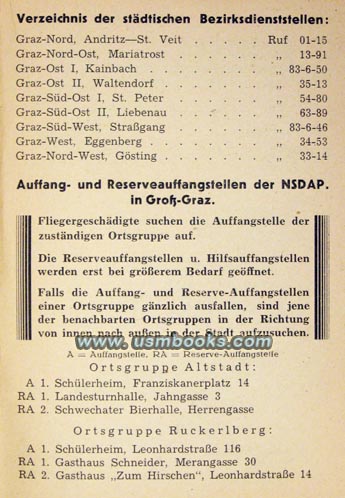 Verzeichnis der städtischen Bezirksdienststellen:
Graz-Nord, Andritz—St. Veit . . . . . Ruf 01-15
Graz-Nord-Ost, Mariatrost . . . . . . „ 13-91
Graz-Ost I, Kainbach . . . . . . . „ 83-6-50
Graz-Ost II, Waltendorf . . . . . . „ 35-13
Graz-Süd-Ost I, St. Peter . . . . . . „ 54-80
Graz-Süd-Ost II, Liebenau . . . . . . „ 63-89
Graz-Süd-West, Straßgang . . . . . . „ 83-6-46
Graz-West, Eggenberg . . . . . . . „ 34-53
Graz-Nord-West, Gösting . . . . . . „ 33-14
Auffang- und Reserveauffangstellen der NSDAP.
in Groß-Graz.
Fliegergeschädigte suchen die Auffangstelle der
zuständigen Ortsgruppe auf.
Die Reserveauffangstellen u. Hilfsauffangstellen
werden erst bei größerem Bedarf geöffnet.
Falls die Auffang- und Reserve-Auffangstellen
einer Ortsgruppe gänzlich ausfallen, sind jene
der benachbarten Ortsgruppen in der Richtung
von innen nach außen in der Stadt aufzusuchen.
www.usmbooks.com
A = Auffangstelle, RA = Reserve-Auffangstelle
Ortsgruppe Altstadt:
A 1. Schülerheim, Franziskanerplatz 14
RA 1. Landesturnhalle, Jahngasse 3
RA 2. Schwechater Bierhalle, Herrengasse
Ortsgruppe Ruckerlberg:
A 1. Schülerheim, Leonhardstraße 116
RA 1. Gasthaus Schneider, Merangasse 30
RA 2. Gasthaus „Zum Hirschen", Leonhardstraße 14